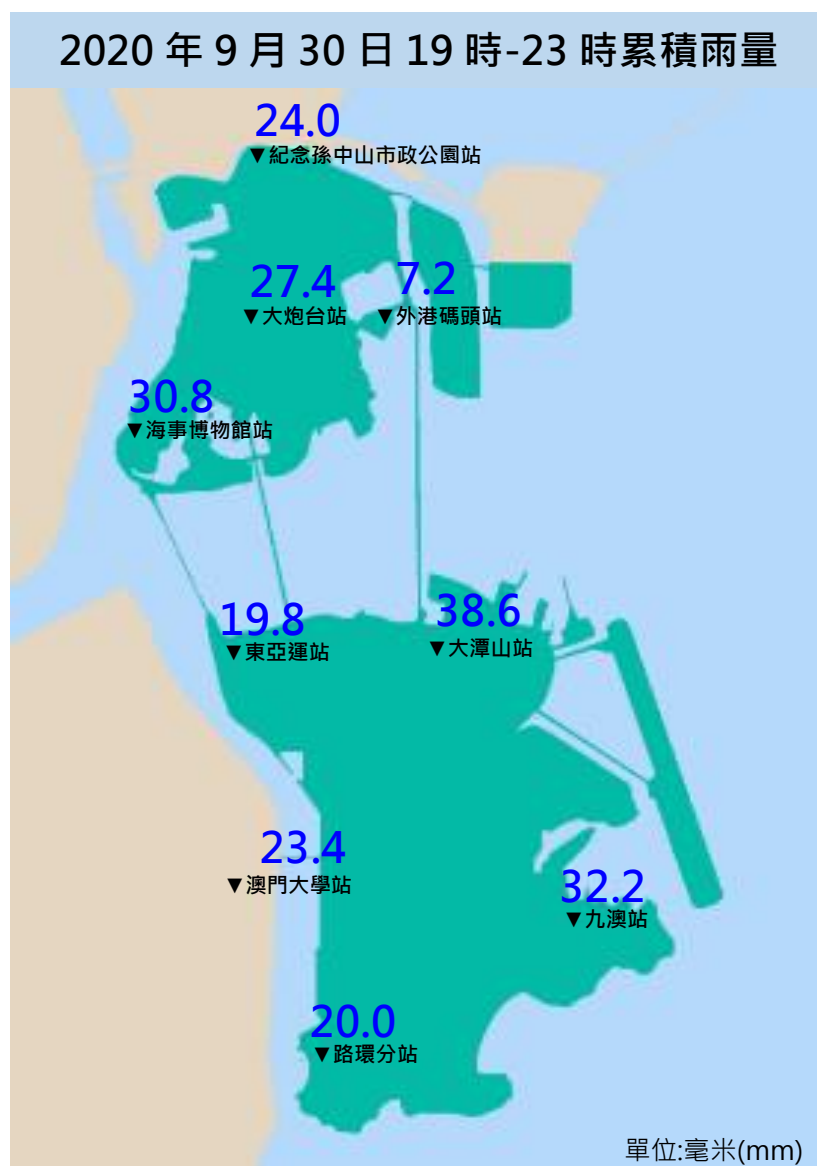 2020 年 9 月 30 日 19 時-23 時累積雨量
24.0
▼紀念孫中山市政公園站
27.4
▼大炮台站
7.2
▼外港碼頭站
30.8
▼海事博物館站
19.8
▼東亞運站
38.6
▼大潭山站
23.4
▼澳門大學站
32.2
▼九澳站
20.0
▼路環分站
單位:毫米(mm)